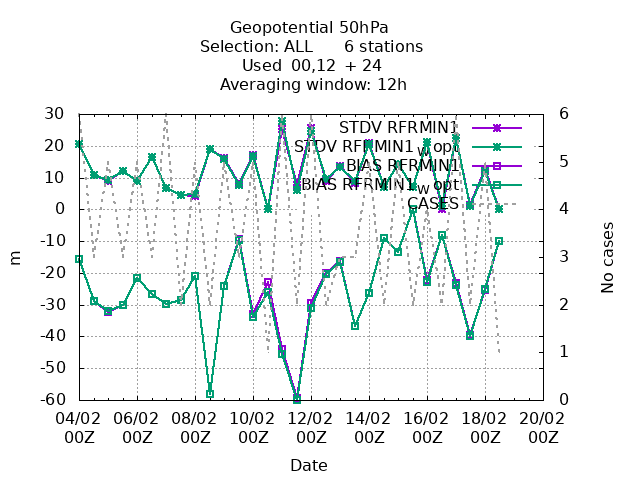 Geopotential 50hPa
Selection: ALL 6 stations
Used 00,12 + 24
Averaging window: 12h
STDV RFRMIN1
STDV RFRMIN1_w opt
BIAS RFRMIN1
BIAS RFRMIN1_w opt
CASES
30
20
10
0
-10
-20
-30
-40
-50
-60
m
6
5
4
3
2
1
0
No cases
04/02 06/02 08/02 10/02 12/02 14/02 16/02 18/02 20/02
00Z 00Z 00Z 00Z 00Z 00Z 00Z 00Z 00Z
Date